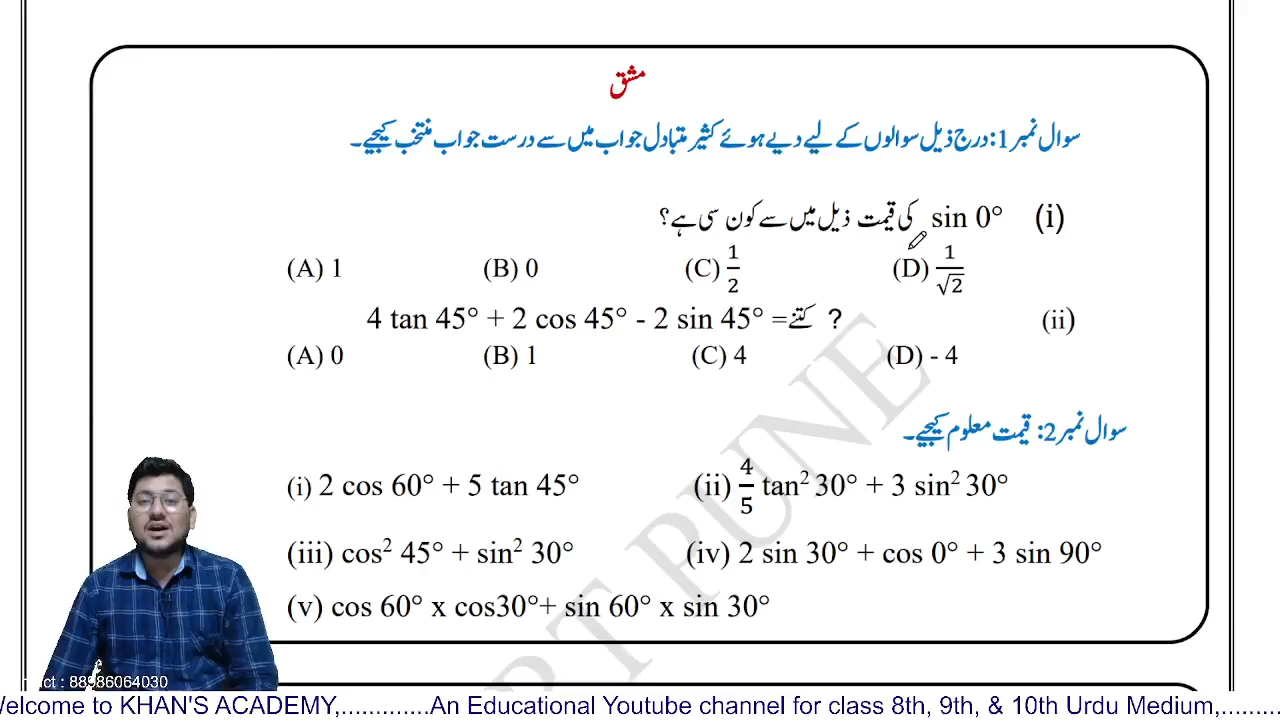 مشق
سوال نمبر 1: درج ذیل سوالوں کے لیے دیے ہوئے کثیر متبادل جواب میں سے درست جواب منتخب کیجیے۔
(i) sin 0° کی قیمت ذیل میں سے کون سی ہے؟
(A) 1 (B) 0 (C) 1/2 (D) 1/√2
(ii) 4 tan 45° + 2 cos 45° - 2 sin 45° =کتنے ?
(A) 0 (B) 1 (C) 4 (D) - 4
سوال نمبر 2: قیمت معلوم کیجیے۔
(i) 2 cos 60° + 5 tan 45° (ii) 4/5 tan² 30° + 3 sin² 30°
(iii) cos² 45° + sin² 30° (iv) 2 sin 30° + cos 0° + 3 sin 90°
(v) cos 60° x cos30°+ sin 60° x sin 30°
RT PUNE
ct : 88986064030
Welcome to KHAN'S ACADEMY,.............An Educational Youtube channel for class 8th, 9th, & 10th Urdu Medium,.........